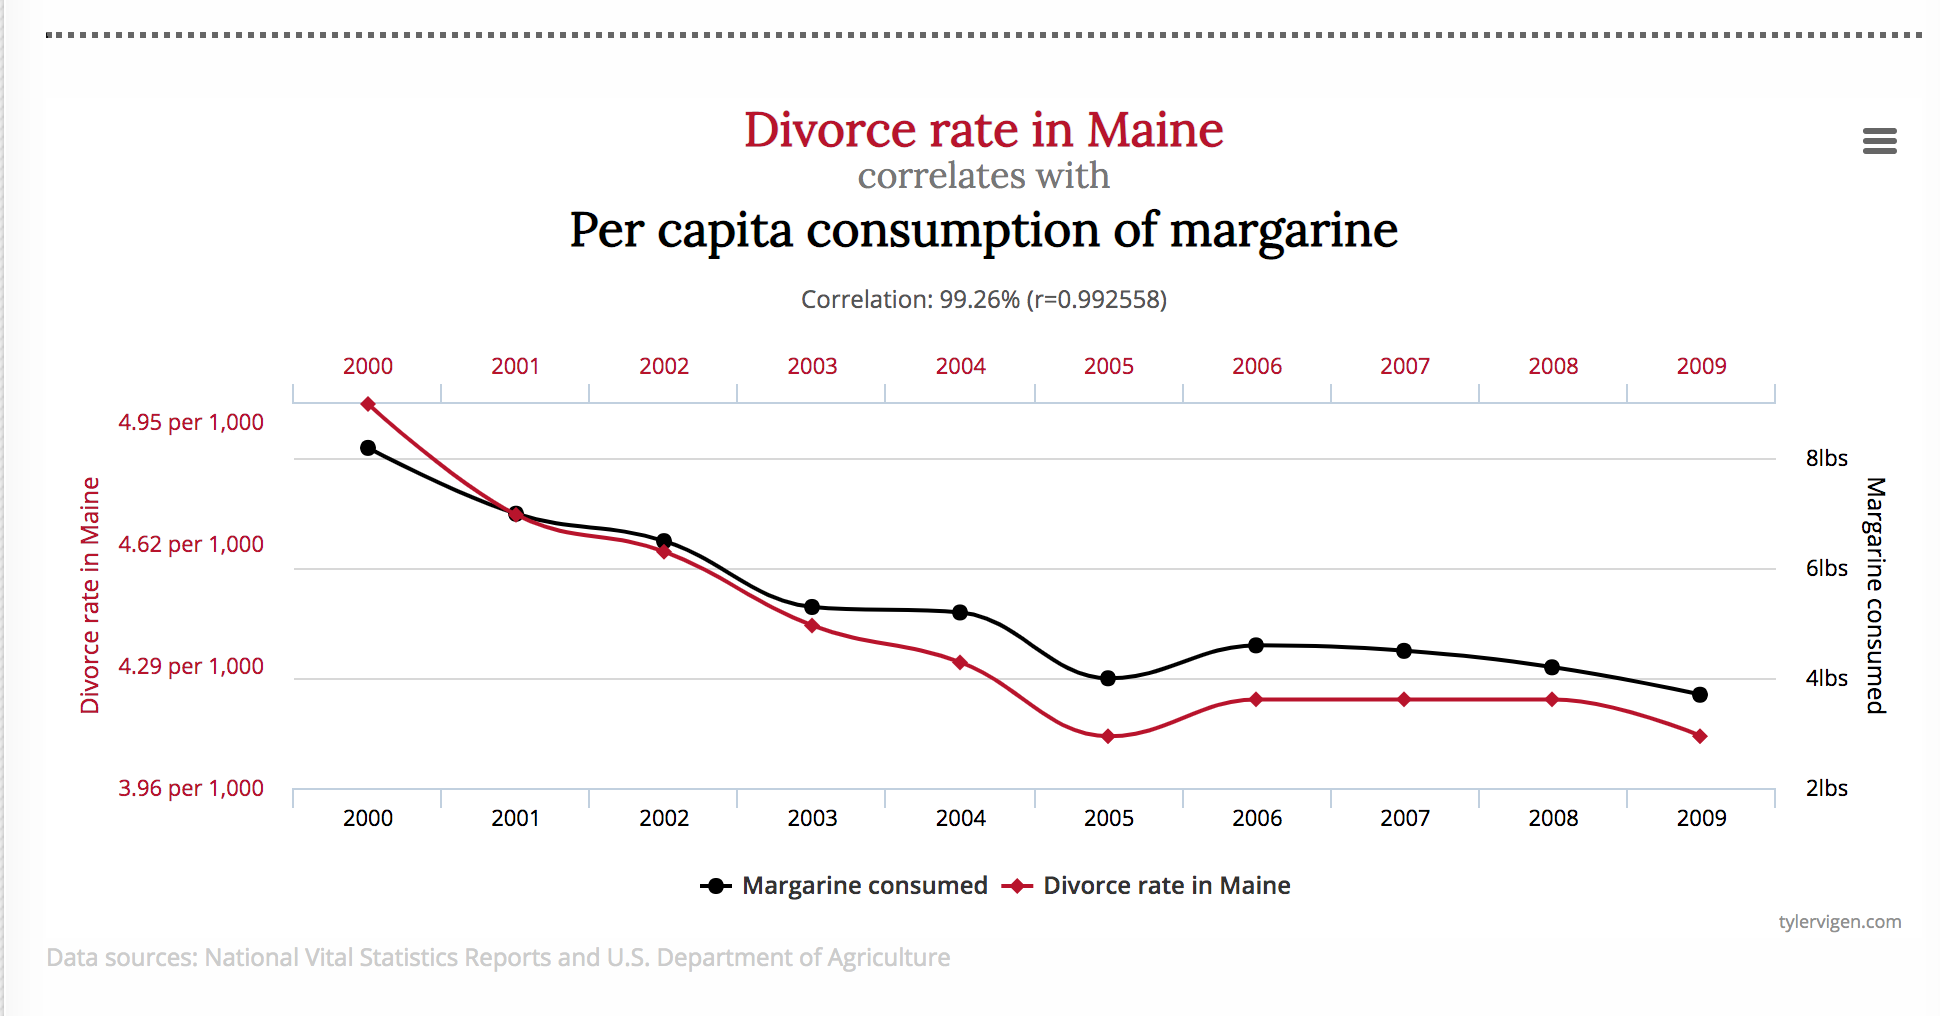 Divorce rate in Maine
correlates with
Per capita consumption of margarine
Correlation: 99.26% (r=0.992558)
2000 2001 2002 2003 2004 2005 2006 2007 2008 2009
Divorce rate in Maine
4.95 per 1,000
4.62 per 1,000
4.29 per 1,000
3.96 per 1,000
8lbs
6lbs
4lbs
2lbs
Margarine consumed
2000 2001 2002 2003 2004 2005 2006 2007 2008 2009
Margarine consumed Divorce rate in Maine
tylervigen.com
Data sources: National Vital Statistics Reports and U.S. Department of Agriculture